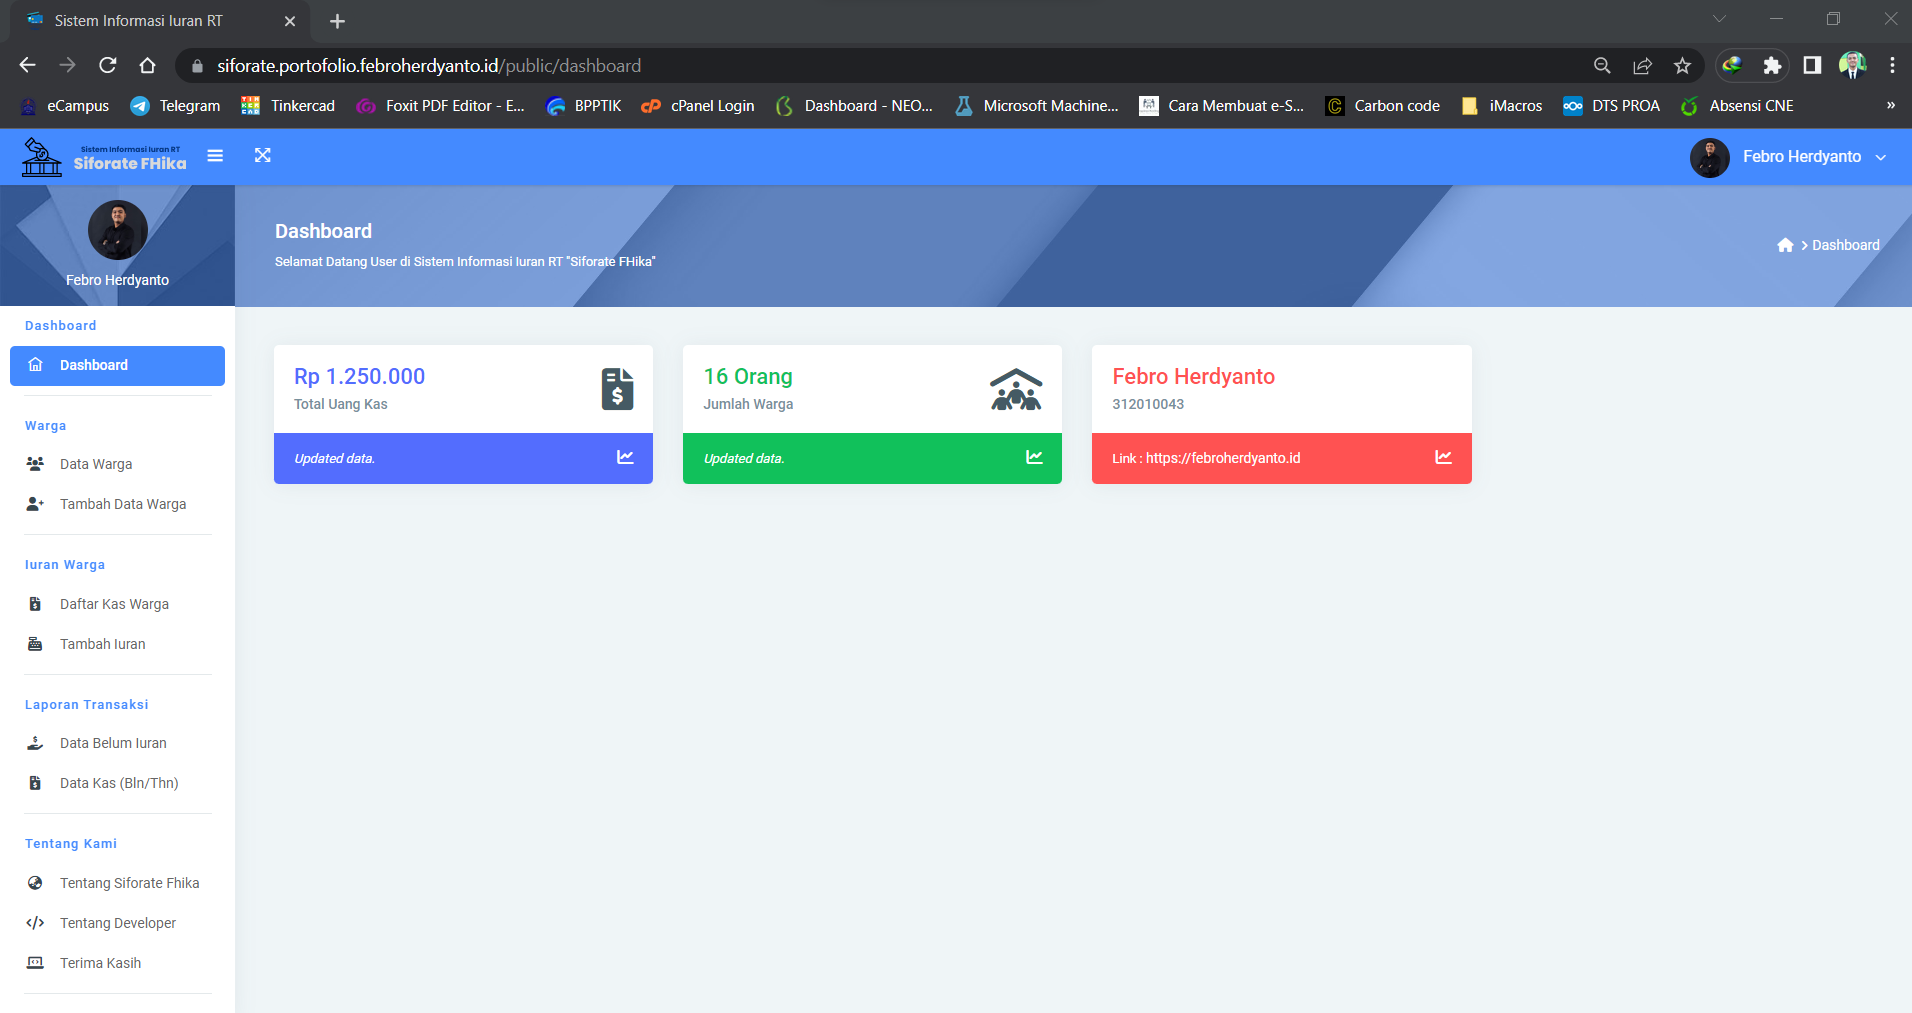 Sistem Informasi Iuran RT
siforate.portofolio.febroherdyanto.id/public/dashboard
eCampus Telegram Tinkercad Foxit PDF Editor - E... BPPTIK cPanel Login Dashboard - NEO... Microsoft Machine... Cara Membuat e-S... Carbon code iMacros DTS PROA Absensi CNE »
Sistem Informasi Iuran RT
Siforate FHika
Febro Herdyanto
Febro Herdyanto
Dashboard
Selamat Datang User di Sistem Informasi Iuran RT "Siforate FHika"
Dashboard
Dashboard
Dashboard
Warga
Data Warga
Tambah Data Warga
Iuran Warga
Daftar Kas Warga
Tambah Iuran
Laporan Transaksi
Data Belum Iuran
Data Kas (Bln/Thn)
Tentang Kami
Tentang Siforate Fhika
Tentang Developer
Terima Kasih
Rp 1.250.000
Total Uang Kas
Updated data.
16 Orang
Jumlah Warga
Updated data.
Febro Herdyanto
312010043
Link : https://febroherdyanto.id